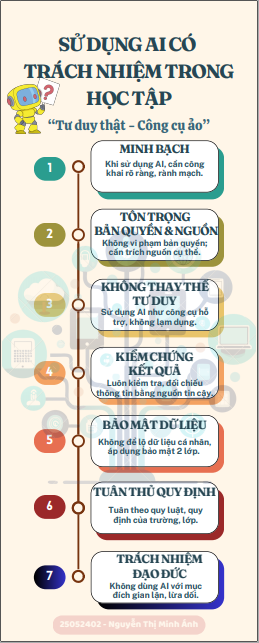 SỬ DỤNG AI CÓ
TRÁCH NHIỆM TRONG
HỌC TẬP
?
“Tư duy thật - Công cụ ảo”
1
MINH BẠCH
Khi sử dụng AI, cần công
khai rõ ràng, rành mạch.
2
TÔN TRỌNG
BẢN QUYỀN & NGUỒN
Không vi phạm bản quyền;
cần trích nguồn cụ thể.
3
KHÔNG THAY THẾ
TƯ DUY
Sử dụng AI như công cụ hỗ
trợ, không lạm dụng.
4
KIỂM CHỨNG
KẾT QUẢ
Luôn kiểm tra, đối chiếu
thông tin bằng nguồn tin cậy.
5
BẢO MẬT DỮ LIỆU
Không để lộ dữ liệu cá nhân,
áp dụng bảo mật 2 lớp.
6
TUÂN THỦ QUY ĐỊNH
Tuân theo quy luật, quy
định của trường, lớp.
7
TRÁCH NHIỆM
ĐẠO ĐỨC
Không dùng AI với mục
đích gian lận, lừa dối.
25052402 - Nguyễn Thị Minh Ánh